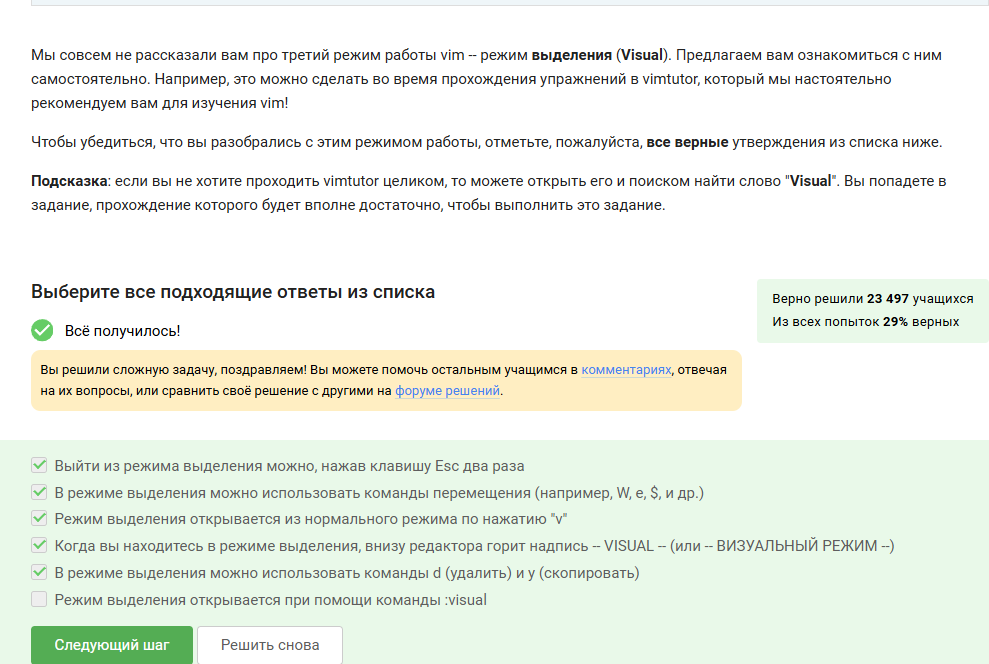 Мы совсем не рассказали вам про третий режим работы vim -- режим выделения (Visual). Предлагаем вам ознакомиться с ним
самостоятельно. Например, это можно сделать во время прохождения упражнений в vimtutor, который мы настоятельно
рекомендуем вам для изучения vim!
Чтобы убедиться, что вы разобрались с этим режимом работы, отметьте, пожалуйста, все верные утверждения из списка ниже.
Подсказка: если вы не хотите проходить vimtutor целиком, то можете открыть его и поиском найти слово "Visual". Вы попадете в
задание, прохождение которого будет вполне достаточно, чтобы выполнить это задание.
Выберите все подходящие ответы из списка
Верно решили 23 497 учащихся
Из всех попыток 29% верных
Всё получилось!
Вы решили сложную задачу, поздравляем! Вы можете помочь остальным учащимся в комментариях, отвечая
на их вопросы, или сравнить своё решение с другими на форуме решений.
Выйти из режима выделения можно, нажав клавишу Esc два раза
В режиме выделения можно использовать команды перемещения (например, W, e, $, и др.)
Режим выделения открывается из нормального режима по нажатию "v"
Когда вы находитесь в режиме выделения, внизу редактора горит надпись -- VISUAL -- (или -- ВИЗУАЛЬНЫЙ РЕЖИМ --)
В режиме выделения можно использовать команды d (удалить) и y (скопировать)
Режим выделения открывается при помощи команды :visual
Следующий шаг
Решить снова